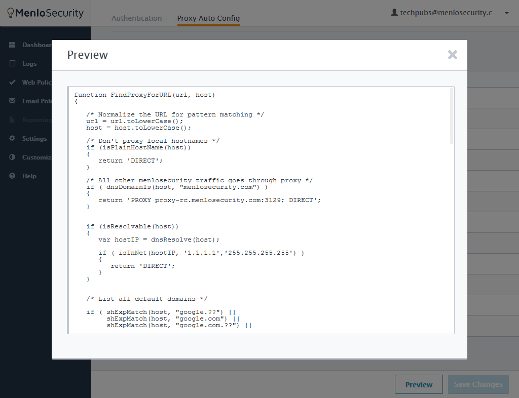 MenloSecurity
Authentication
Proxy Auto Config
techpubs@menlosecurity.c
Dashboa
Logs
Web Polic
Email Poli
Settings
Customer
Help
Preview
function FindProxyForURL(url, host)
{
/* Normalize the URL for pattern matching */
url = url.toLowerCase();
host = host.toLowerCase();
/* Don't proxy local hostnames */
if (isPlainHostName(host))
{
return 'DIRECT';
}
/* All other menlosecurity traffic goes through proxy */
if ( dnsDomainIs(host, "menlosecurity.com") )
{
return 'PROXY proxy-rc.menlosecurity.com:3129; DIRECT';
}
if (isResolvable(host))
{
var hostIP = dnsResolve(host);
if ( isInNet(hostIP, '1.1.1.1','255.255.255.255') )
{
return 'DIRECT';
}
}
/* List all default domains */
if ( shExpMatch(host, "google.??") ||
shExpMatch(host, "google.com") ||
shExpMatch(host, "google.com.??") ||
Preview
Save Changes